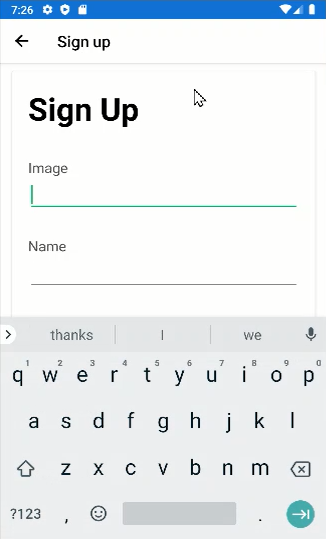 7:26
Sign up
Sign Up
Image
Name
thanks I we
q1 w2 e3 r4 t5 y6 u7 i8 o9 p0
a s d f g h j k l
z x c v b n m
?123 , .